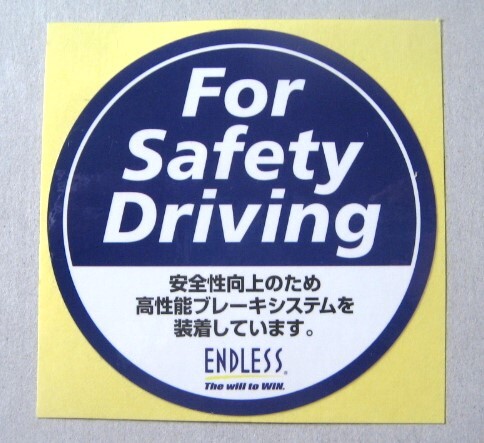 For
Safety
Driving
安全性向上のため
高性能ブレーキシステムを
装着しています。
ENDLESS®
The will to WIN.